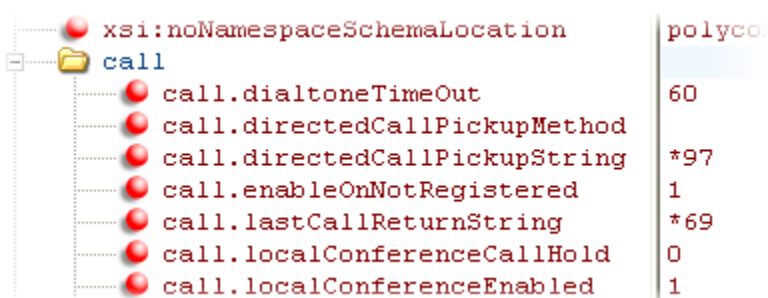 xsi:noNamespaceSchemaLocation polyco
call
call.dialtoneTimeOut 60
call.directedCallPickupMethod
call.directedCallPickupString *97
call.enableOnNotRegistered 1
call.lastCallReturnString *69
call.localConferenceCallHold 0
call.localConferenceEnabled 1